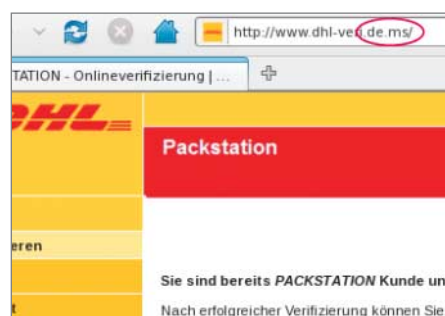 http://www.dhl-veri.de.ms/
TATION - Onlineverifizierung | ...
DHL
Packstation
eren
Sie sind bereits PACKSTATION Kunde un
t
Nach erfolgreicher Verifizierung können Sie